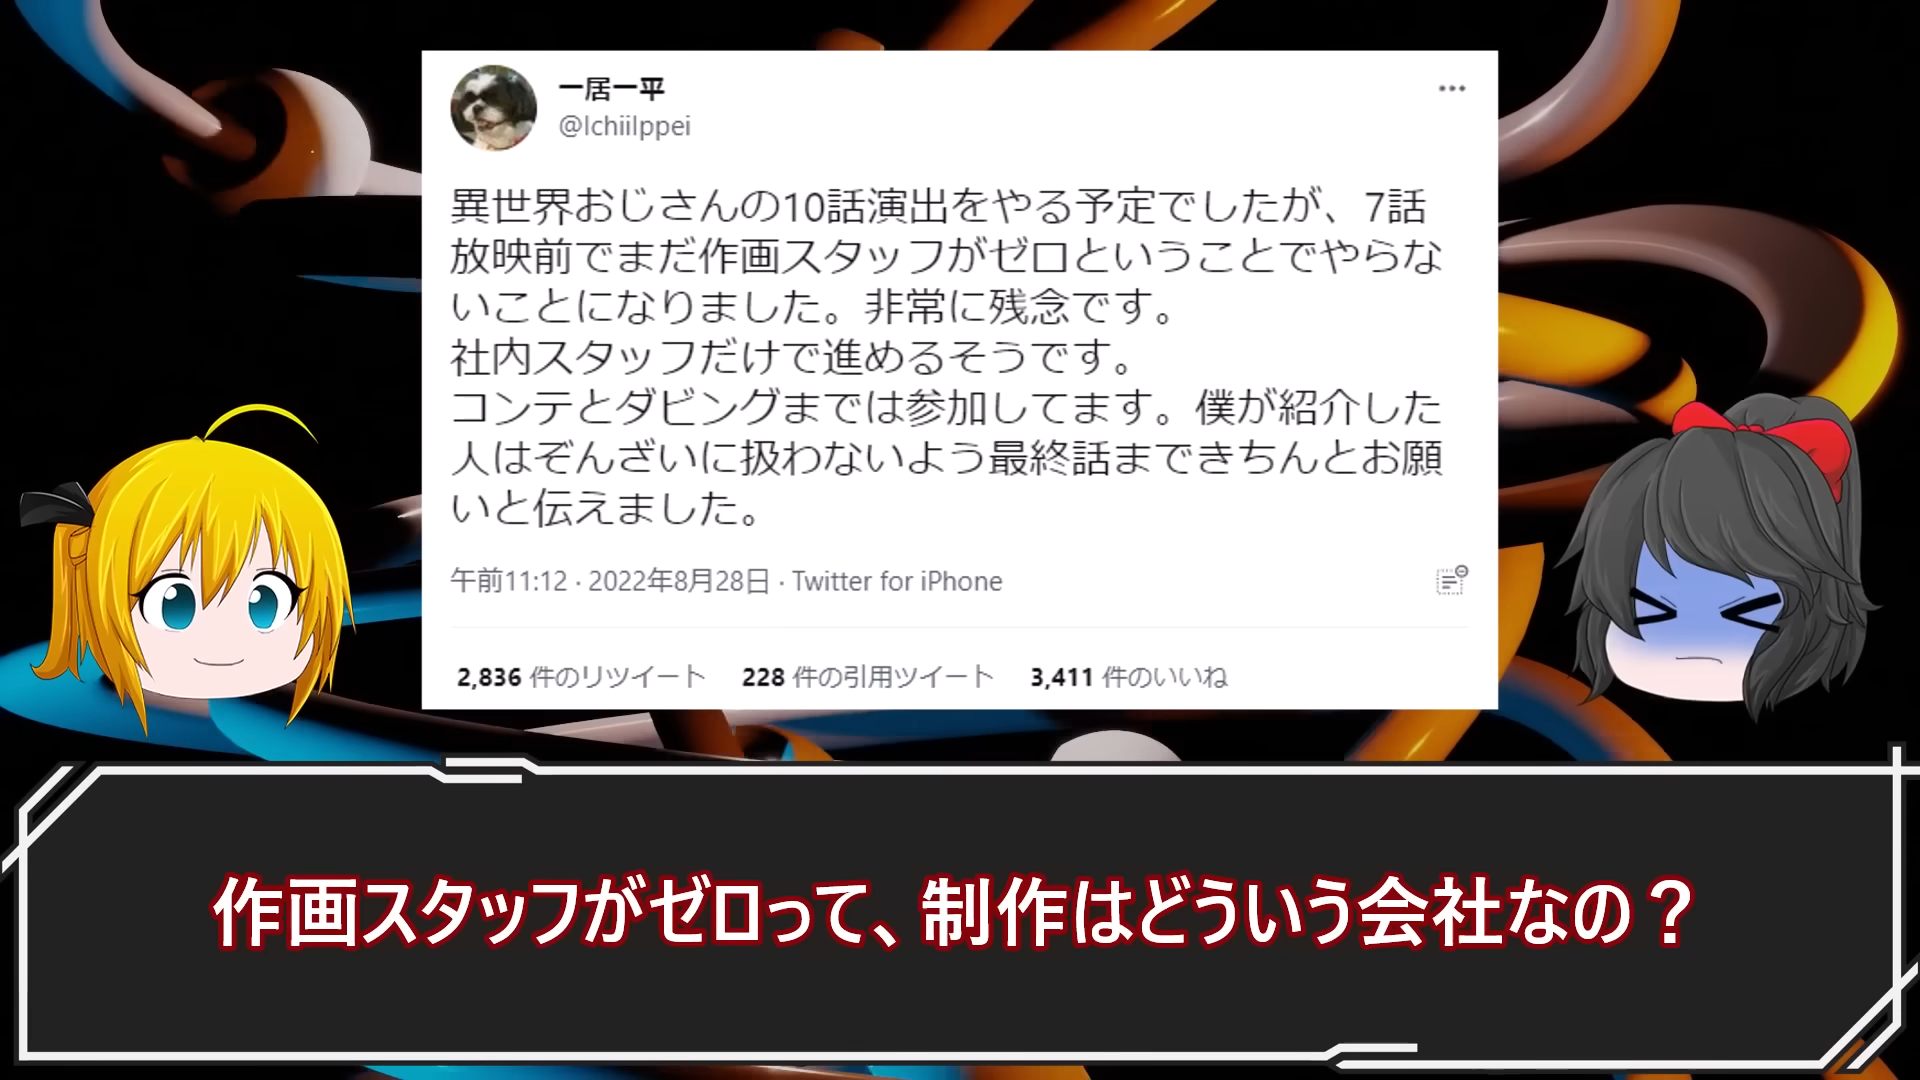 一居一平
@IchiiIppei
異世界おじさんの10話演出をやる予定でしたが、7話
放映前でまだ作画スタッフがゼロということでやらな
いことになりました。非常に残念です。
社内スタッフだけで進めるそうです。
コンテとダビングまでは参加してます。僕が紹介した
人はぞんざいに扱わないよう最終話まできちんとお願
いと伝えました。
午前11:12 · 2022年8月28日 · Twitter for iPhone
2,836 件のリツイート 228 件の引用ツイート 3,411 件のいいね
作画スタッフがゼロって、制作はどういう会社なの？